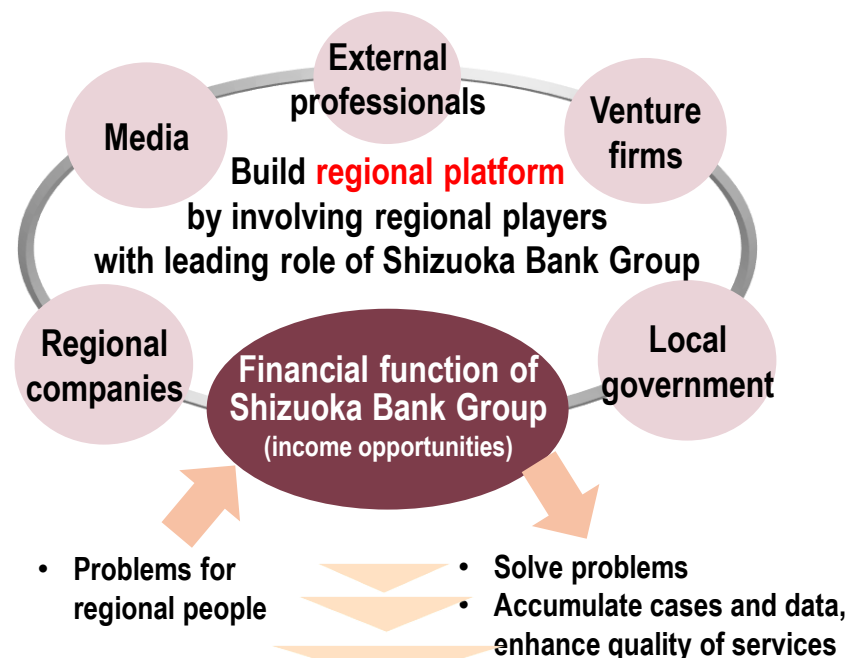 External
professionals
Media
Venture
firms
Build regional platform
by involving regional players
with leading role of Shizuoka Bank Group
Regional
companies
Local
government
Financial function of
Shizuoka Bank Group
(income opportunities)
• Problems for
regional people
• Solve problems
• Accumulate cases and data,
enhance quality of services